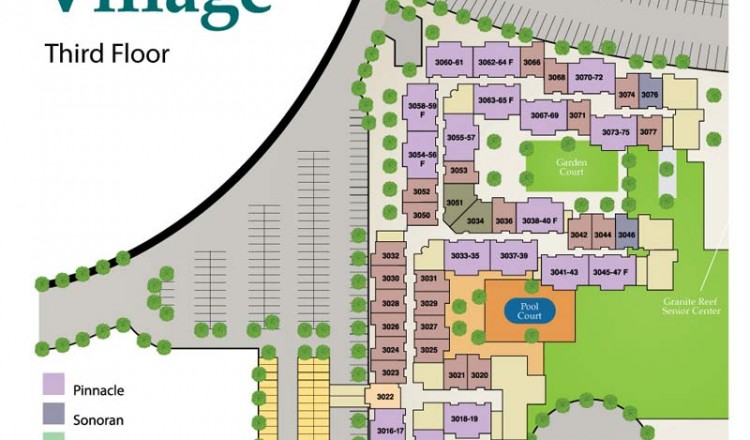 Village
Third Floor
3060-61
3062-64 F
3066
3068
3070-72
3074
3076
3058-59
F
3063-65 F
3067-69
3071
3073-75
3077
3055-57
3054-56
F
3053
3052
3050
3051
3034
3036
3038-40 F
3042
3044
3046
Garden
Court
3032
3030
3028
3026
3024
3023
3022
3016-17
3031
3029
3027
3025
3033-35
3037-39
3041-43
3045-47 F
Pool
Court
Granite Reef
Senior Center
3021
3020
3018-19
Pinnacle
Sonoran